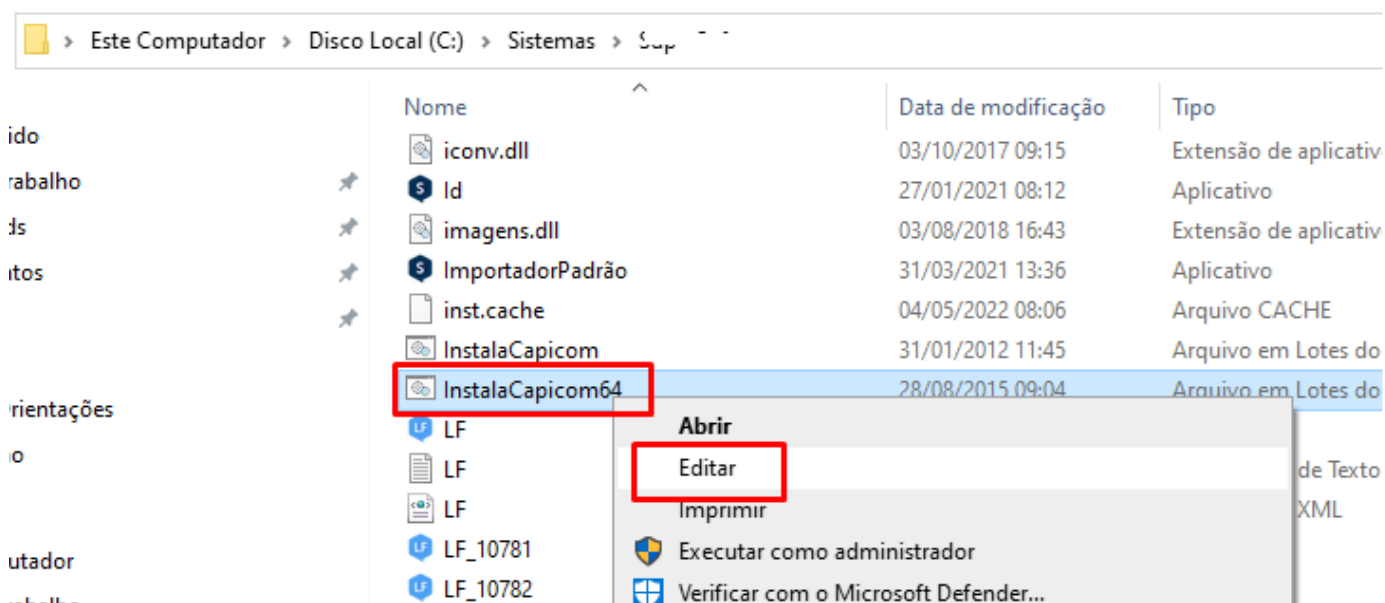 Este Computador > Disco Local (C:) > Sistemas >
Nome Data de modificação Tipo
ido
rabalho
ds
ntos
rientações
no
utador
iconv.dll 03/10/2017 09:15 Extensão de aplicativ
Id 27/01/2021 08:12 Aplicativo
imagens.dll 03/08/2018 16:43 Extensão de aplicativ
ImportadorPadrão 31/03/2021 13:36 Aplicativo
inst.cache 04/05/2022 08:06 Arquivo CACHE
InstalaCapicom 31/01/2012 11:45 Arquivo em Lotes do
InstalaCapicom64 28/08/2015 09:04 Arquivo em Lotes do
LF
LF de Texto
LF XML
LF_10781
LF_10782
Abrir
Editar
Imprimir
Executar como administrador
Verificar com o Microsoft Defender...